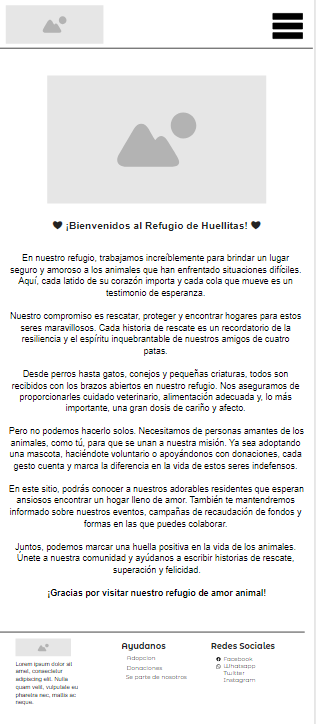 ♥ ¡Bienvenidos al Refugio de Huellitas! ♥
En nuestro refugio, trabajamos increíblemente para brindar un lugar
seguro y amoroso a los animales que han enfrentado situaciones difíciles.
Aquí, cada latido de su corazón importa y cada cola que mueve es un
testimonio de esperanza.
Nuestro compromiso es rescatar, proteger y encontrar hogares para estos
seres maravillosos. Cada historia de rescate es un recordatorio de la
resiliencia y el espíritu inquebrantable de nuestros amigos de cuatro
patas.
Desde perros hasta gatos, conejos y pequeñas criaturas, todos son
recibidos con los brazos abiertos en nuestro refugio. Nos aseguramos de
proporcionarles cuidado veterinario, alimentación adecuada y, lo más
importante, una gran dosis de cariño y afecto.
Pero no podemos hacerlo solos. Necesitamos de personas amantes de los
animales, como tú, para que se unan a nuestra misión. Ya sea adoptando
una mascota, haciéndote voluntario o apoyándonos con donaciones, cada
gesto cuenta y marca la diferencia en la vida de estos seres indefensos.
En este sitio, podrás conocer a nuestros adorables residentes que esperan
ansiosos encontrar un hogar lleno de amor. También te mantendremos
informado sobre nuestros eventos, campañas de recaudación de fondos y
formas en las que puedes colaborar.
Juntos, podemos marcar una huella positiva en la vida de los animales.
Únete a nuestra comunidad y ayúdanos a escribir historias de rescate,
superación y felicidad.
¡Gracias por visitar nuestro refugio de amor animal!
Lorem ipsum dolor sit
amet, consectetur
adipiscing elit. Nulla
quam velit, vulputate eu
pharetra nec, mattis ac
neque.
Ayudanos
Adopcion
Donaciones
Se parte de nosotros
Redes Sociales
Facebook
Whatsapp
Twitter
Instagram